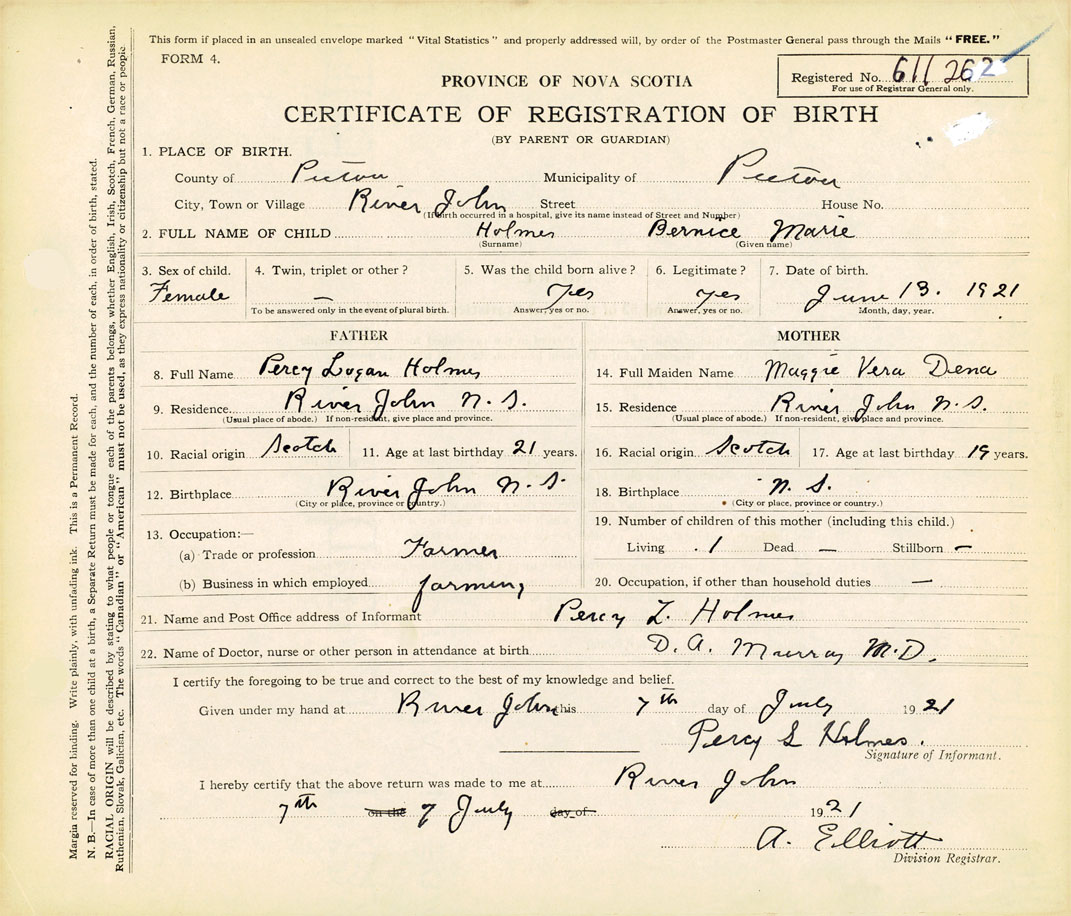 This form if placed in an unsealed envelope marked "Vital Statistics" and properly addressed will, by order of the Postmaster General pass through the Mails "FREE."
FORM 4.
Registered No. 611 262
For use of Registrar General only.
PROVINCE OF NOVA SCOTIA
CERTIFICATE OF REGISTRATION OF BIRTH
(BY PARENT OR GUARDIAN)
1. PLACE OF BIRTH.
County of Pictou Municipality of Pictou
City, Town or Village River John Street House No.
(If birth occurred in a hospital, give its name instead of Street and Number)
2. FULL NAME OF CHILD Holmes Bernice Marie
(Surname) (Given name)
3. Sex of child. 4. Twin, triplet or other? 5. Was the child born alive? 6. Legitimate? 7. Date of birth.
Female — yes yes June 13. 1921
To be answered only in the event of plural birth. Answer, yes or no. Answer, yes or no. Month, day, year.
FATHER MOTHER
8. Full Name Percy Logan Holmes 14. Full Maiden Name Maggie Vera Dena
9. Residence River John N.S. 15. Residence River John N.S.
(Usual place of abode.) If non-resident, give place and province. (Usual place of abode.) If non-resident, give place and province.
10. Racial origin Scotch 11. Age at last birthday 21 years. 16. Racial origin Scotch 17. Age at last birthday 19 years.
12. Birthplace River John N.S. 18. Birthplace N.S.
(City or place, province or country.) (City or place, province or country.)
13. Occupation:— 19. Number of children of this mother (including this child.)
(a) Trade or profession Farmer Living 1 Dead — Stillborn —
(b) Business in which employed farming 20. Occupation, if other than household duties —
21. Name and Post Office address of Informant Percy L. Holmes
22. Name of Doctor, nurse or other person in attendance at birth D. A. Murray M.D.
I certify the foregoing to be true and correct to the best of my knowledge and belief.
Given under my hand at River John this 7th day of July 1921
Percy L Holmes.
Signature of Informant.
I hereby certify that the above return was made to me at River John
7th on the 7 July day of 1921
A. Elliott
Division Registrar.
Margin reserved for binding. Write plainly, with unfading ink. This is a Permanent Record.
N. B.—In case of more than one child at a birth, a Separate Return must be made for each, and the number of each, in order of birth, stated.
RACIAL ORIGIN will be described by stating to what people or tongue each of the parents belongs, whether English, Irish, Scotch, French, German, Russian,
Ruthenian, Slovak, Galician, etc. The words "Canadian" or "American" must not be used, as they express nationality or citizenship but not a race or people